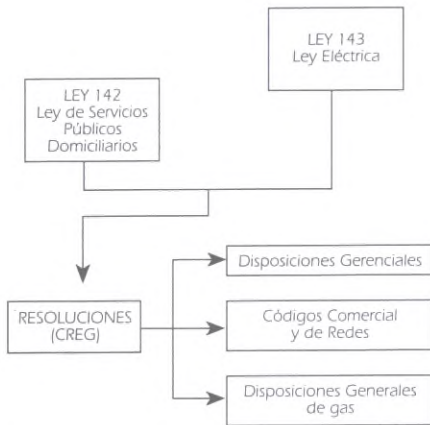 LEY 143
Ley Eléctrica
LEY 142
Ley de Servicios
Públicos
Domiciliarios
Disposiciones Gerenciales
RESOLUCIONES
(CREG)
Códigos Comercial
y de Redes
Disposiciones Generales
de gas